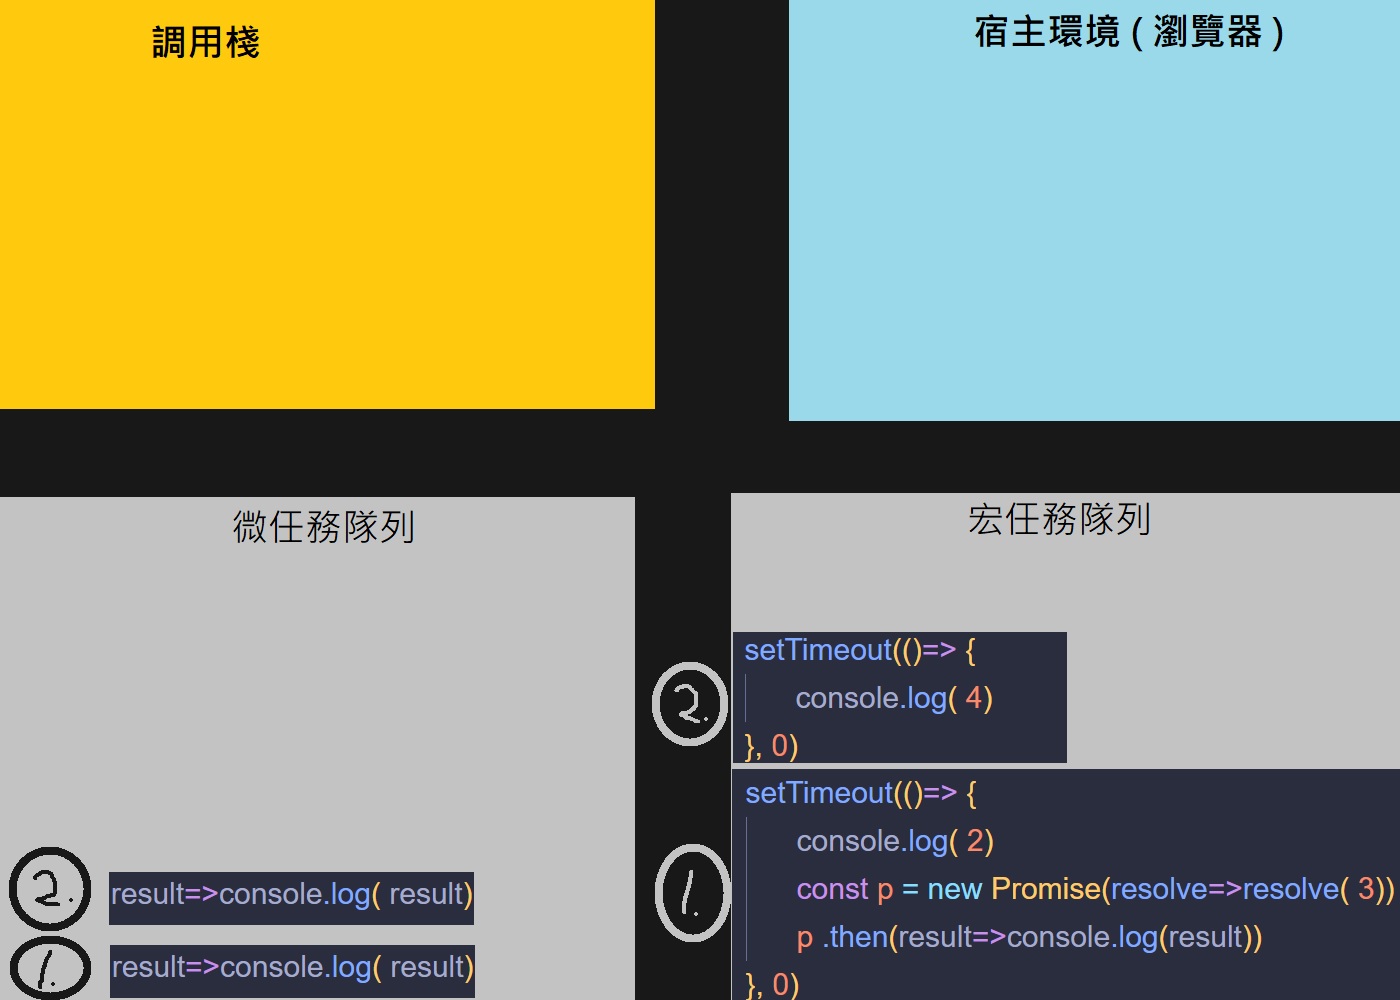 調用棧
宿主環境 ( 瀏覽器 )
微任務隊列
2.
result=>console.log( result)
1.
result=>console.log( result)
宏任務隊列
2.
setTimeout(()=> {
console.log( 4)
}, 0)
1.
setTimeout(()=> {
console.log( 2)
const p = new Promise(resolve=>resolve( 3))
p .then(result=>console.log(result))
}, 0)